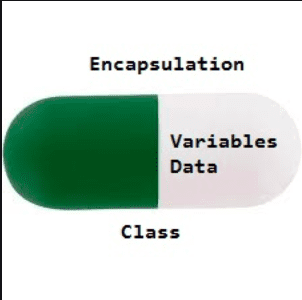 Encapsulation
Variables
Data
Class